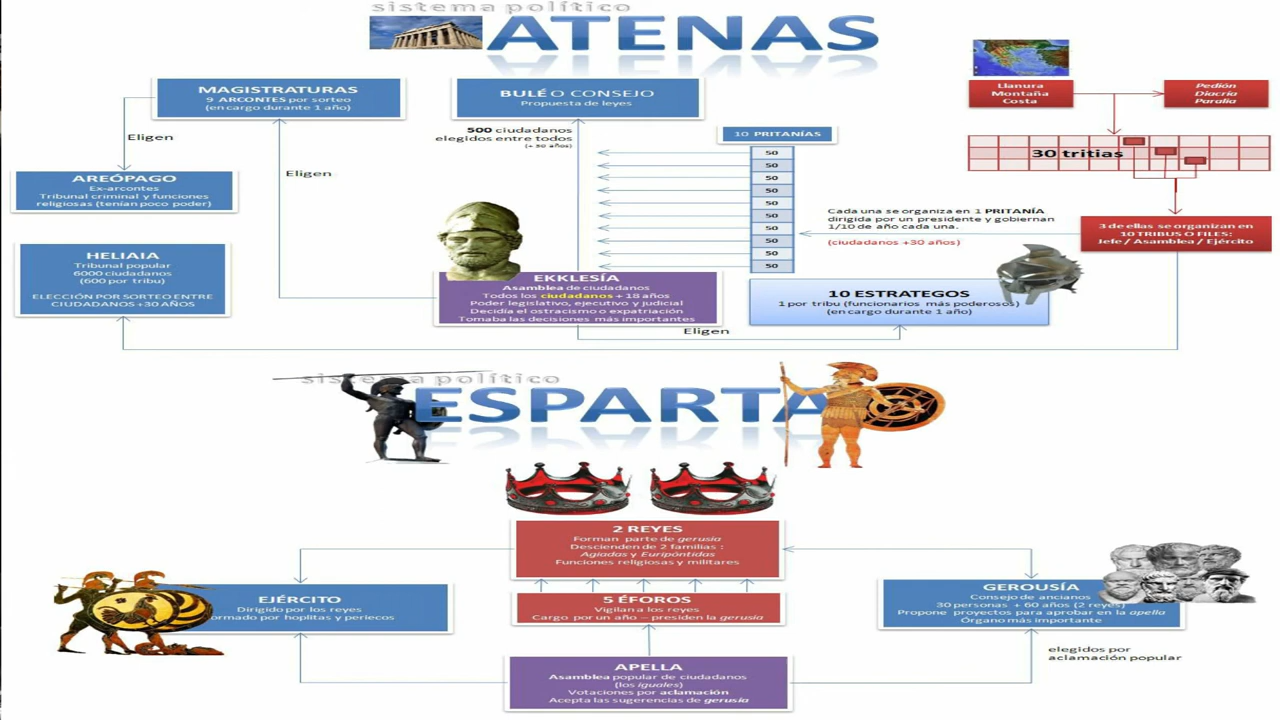 sistema político
ATENAS
MAGISTRATURAS
9 ARCONTES por sorteo
(en cargo durante 1 año)
BULÉ O CONSEJO
Propuesta de leyes
Llanura
Montaña
Costa
Pedión
Diacria
Paralia
Eligen
500 ciudadanos
elegidos entre todos
(+ 30 años)
10 PRITANÍAS
50
50
50
50
50
50
50
50
50
50
30 tritias
AREÓPAGO
Ex-arcontes
Tribunal criminal y funciones
religiosas (tenían poco poder)
Eligen
Cada una se organiza en 1 PRITANÍA
dirigida por un presidente y gobiernan
1/10 de año cada una.
(ciudadanos +30 años)
3 de ellas se organizan en
10 TRIBUS O FILES:
Jefe / Asamblea / Ejército
HELIAIA
Tribunal popular
6000 ciudadanos
(600 por tribu)
ELECCIÓN POR SORTEO ENTRE
CIUDADANOS +30 AÑOS
EKKLESÍA
Asamblea de ciudadanos
Todos los ciudadanos + 18 años
Poder legislativo, ejecutivo y judicial
Decidía el ostracismo o expatriación
Tomaba las decisiones más importantes
10 ESTRATEGOS
1 por tribu (funcionarios más poderosos)
(en cargo durante 1 año)
Eligen
sistema político
ESPARTA
2 REYES
Forman parte de gerusia
Descienden de 2 familias :
Agiadas y Euripóntidas
Funciones religiosas y militares
EJÉRCITO
Dirigido por los reyes
ormado por hoplitas y periecos
5 ÉFOROS
Vigilan a los reyes
Cargo por un año – presiden la gerusia
GEROUSÍA
Consejo de ancianos
30 personas + 60 años (2 reyes)
Propone proyectos para aprobar en la apella
Órgano más importante
elegidos por
aclamación popular
APELLA
Asamblea popular de ciudadanos
(los iguales)
Votaciones por aclamación
Acepta las sugerencias de gerusia